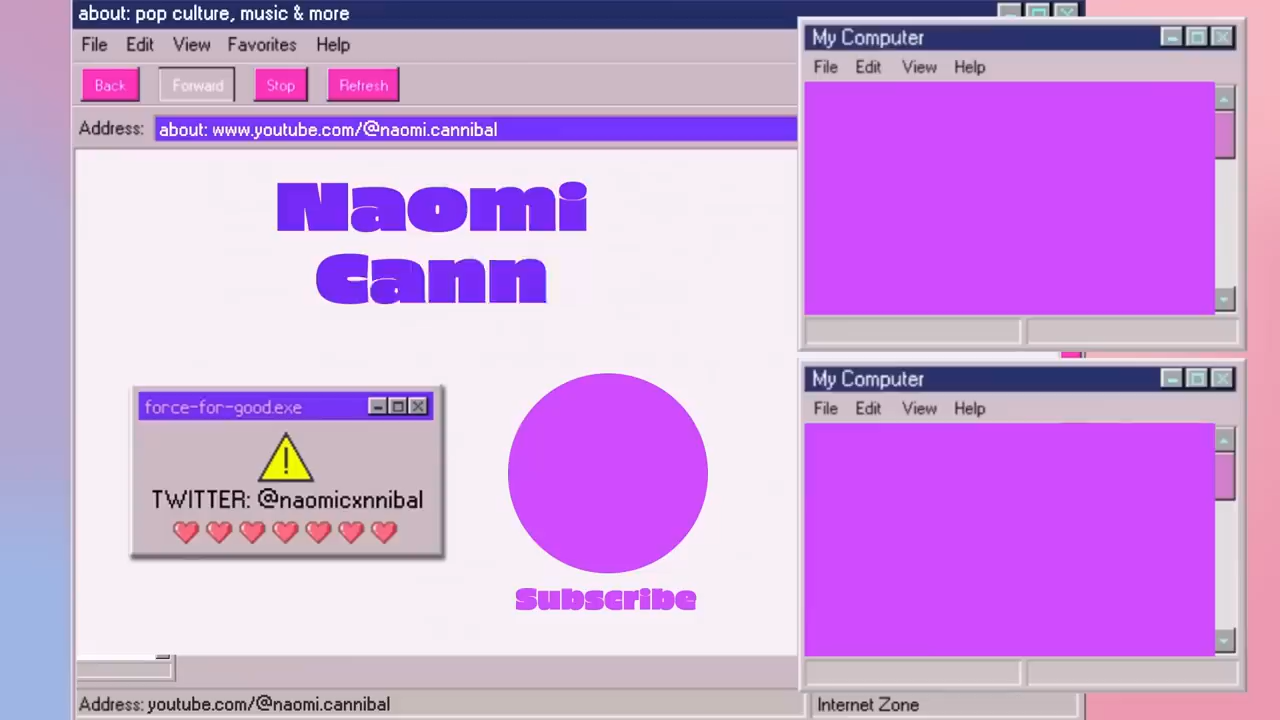 about: pop culture, music & more
File Edit View Favorites Help
Back Forward Stop Refresh
Address: about: www.youtube.com/@naomi.cannibal
Naomi
Cann
force-for-good.exe
!
TWITTER: @naomicxnnibal
Subscribe
Address: youtube.com/@naomi.cannibal
Internet Zone
My Computer
File Edit View Help
My Computer
File Edit View Help